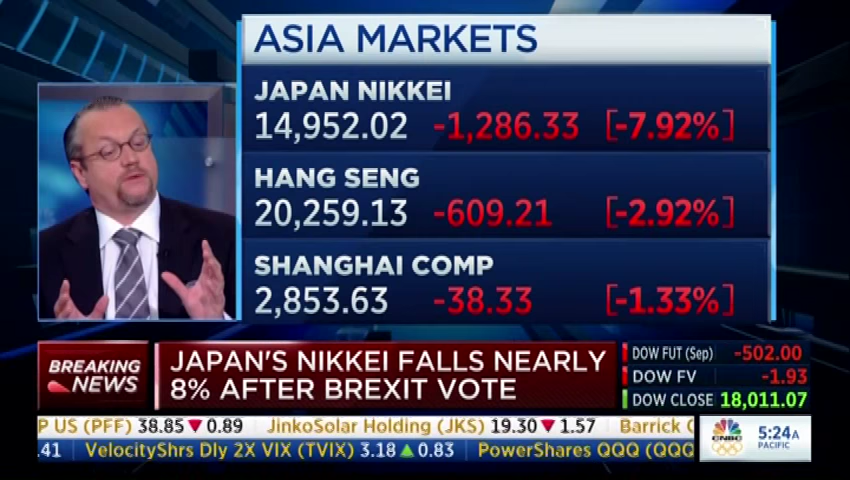 ASIA MARKETS
JAPAN NIKKEI
14,952.02 -1,286.33 [-7.92%]
HANG SENG
20,259.13 -609.21 [-2.92%]
SHANGHAI COMP
2,853.63 -38.33 [-1.33%]
BREAKING NEWS
JAPAN'S NIKKEI FALLS NEARLY
8% AFTER BREXIT VOTE
DOW FUT (Sep) -502.00
DOW FV -1.93
DOW CLOSE 18,011.07
P US (PFF) 38.85 ▼ 0.89 JinkoSolar Holding (JKS) 19.30 ▼ 1.57 Barrick G
.41 VelocityShrs Dly 2X VIX (TVIX) 3.18 ▲ 0.83 PowerShares QQQ (QQQ
CNBC
5:24A
PACIFIC